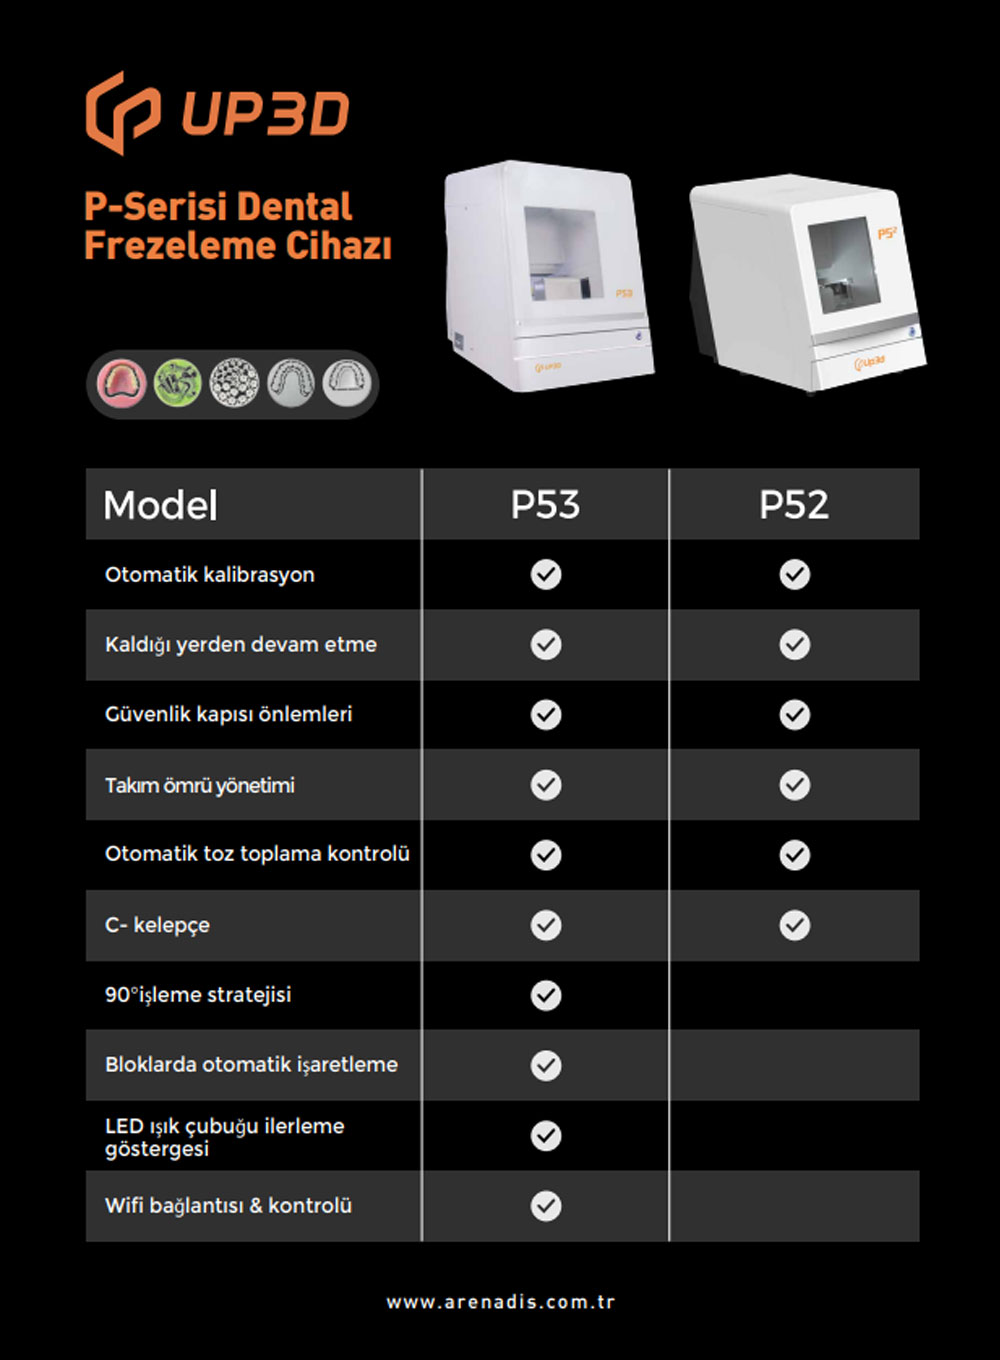 UP3D
P-Serisi Dental
Frezeleme Cihazı
P53
UP3D
P5²
Up3d
Model P53 P52
Otomatik kalibrasyon
Kaldığı yerden devam etme
Güvenlik kapısı önlemleri
Takım ömrü yönetimi
Otomatik toz toplama kontrolü
C- kelepçe
90°işleme stratejisi
Bloklarda otomatik işaretleme
LED ışık çubuğu ilerleme
göstergesi
Wifi bağlantısı & kontrolü
www.arenadis.com.tr